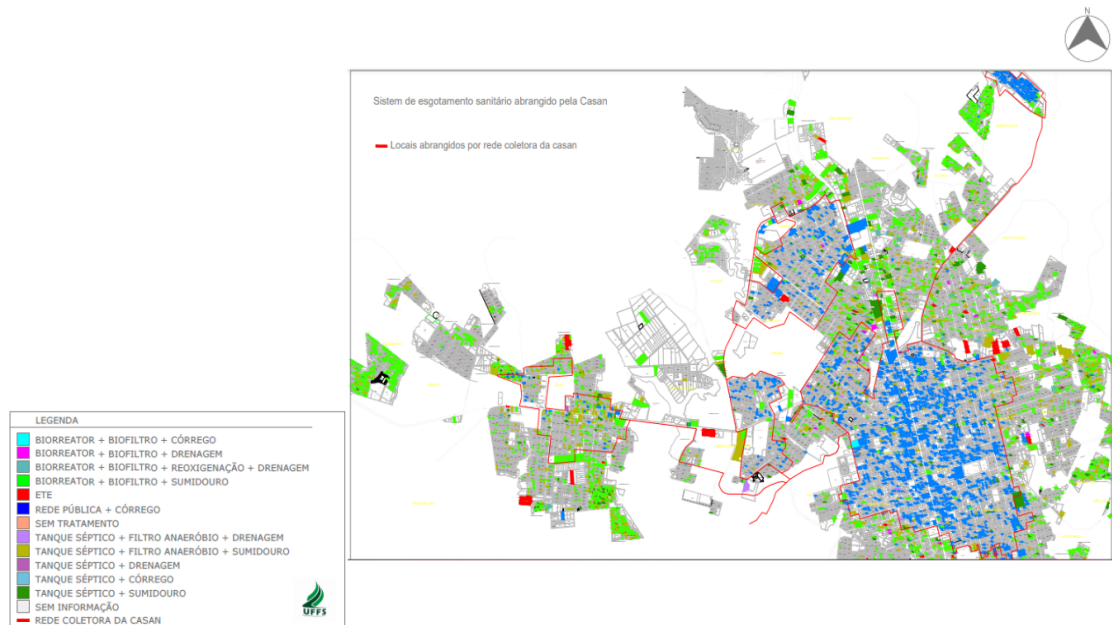 N
Sistem de esgotamento sanitário abrangido pela Casan
Locais abrangidos por rede coletora da casan
LEGENDA
BIORREATOR + BIOFILTRO + CÓRREGO
BIORREATOR + BIOFILTRO + DRENAGEM
BIORREATOR + BIOFILTRO + REOXIGENAÇÃO + DRENAGEM
BIORREATOR + BIOFILTRO + SUMIDOURO
ETE
REDE PÚBLICA + CÓRREGO
SEM TRATAMENTO
TANQUE SÉPTICO + FILTRO ANAERÓBIO + DRENAGEM
TANQUE SÉPTICO + FILTRO ANAERÓBIO + SUMIDOURO
TANQUE SÉPTICO + DRENAGEM
TANQUE SÉPTICO + CÓRREGO
TANQUE SÉPTICO + SUMIDOURO
SEM INFORMAÇÃO
REDE COLETORA DA CASAN
UFFS